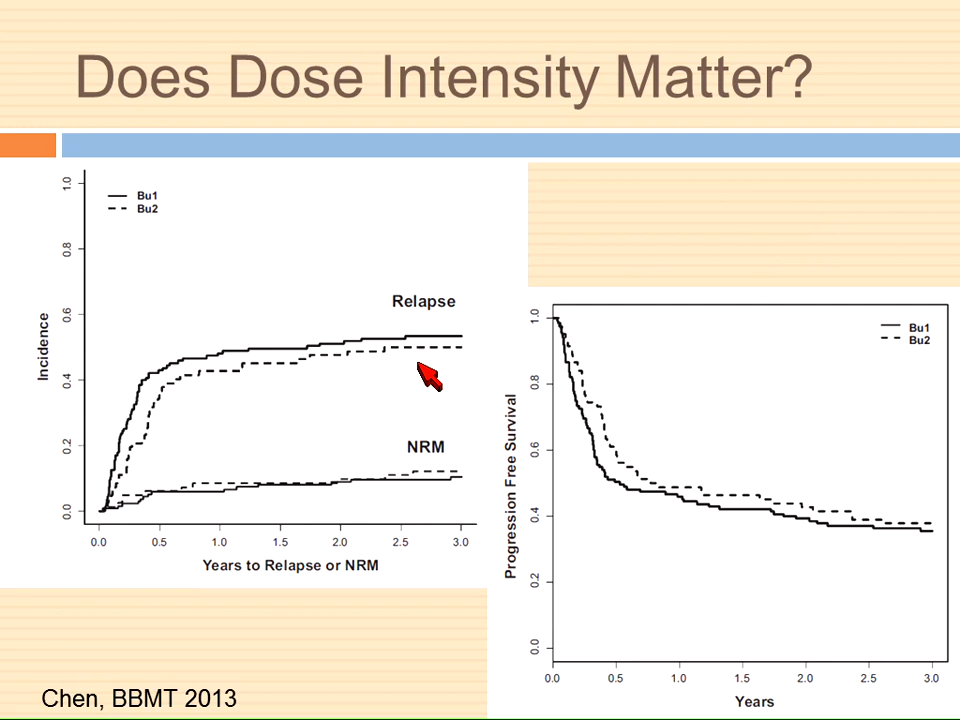 Does Dose Intensity Matter?
1.0
0.8
0.6
0.4
0.2
0.0
Incidence
Bu1
Bu2
Relapse
NRM
0.0 0.5 1.0 1.5 2.0 2.5 3.0
Years to Relapse or NRM
1.0
0.8
0.6
0.4
0.2
0.0
Progression Free Survival
Bu1
Bu2
0.0 0.5 1.0 1.5 2.0 2.5 3.0
Years
Chen, BBMT 2013